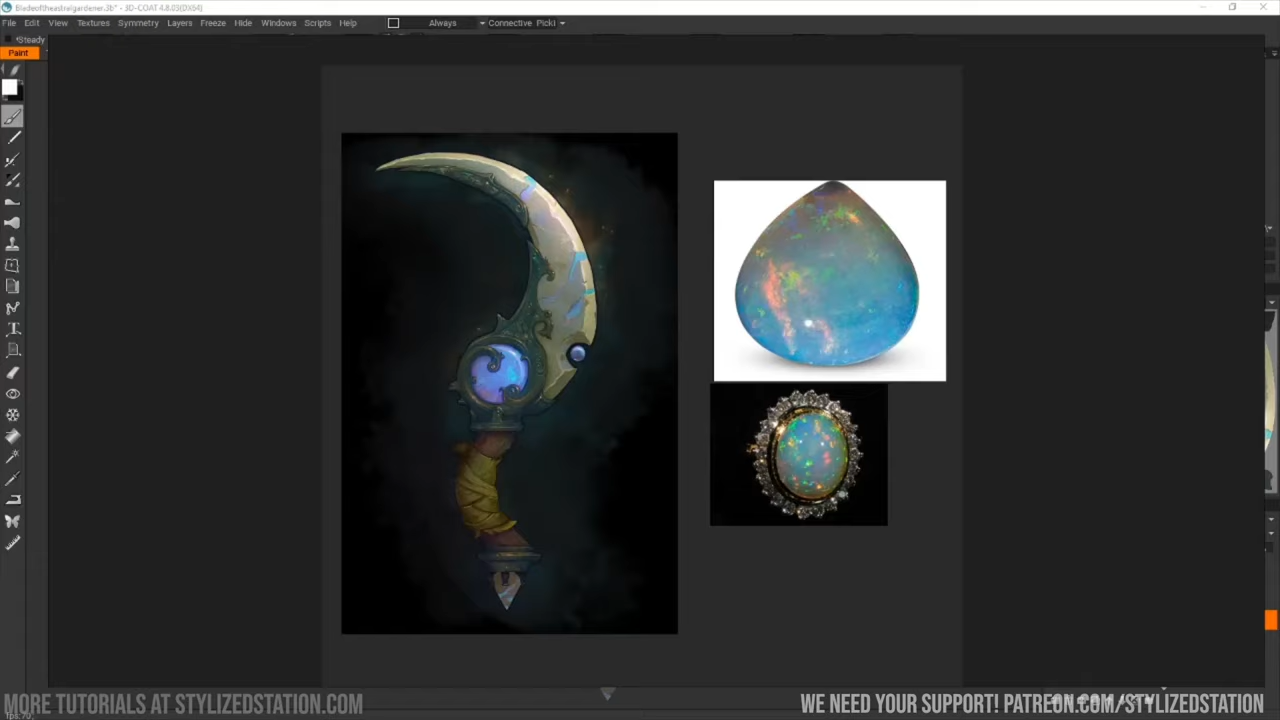 Bladeoftheastralgardener.3b* - 3D-COAT 4.8.03(DX64)
File Edit View Textures Symmetry Layers Freeze Hide Windows Scripts Help Always Connective Picki
Steady
Paint
MORE TUTORIALS AT STYLIZEDSTATION.COM
WE NEED YOUR SUPPORT! PATREON.COM/STYLIZEDSTATION